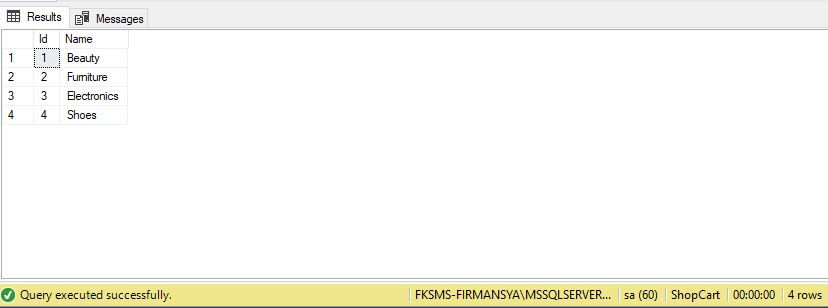 Results Messages
Id Name
1 1 Beauty
2 2 Furniture
3 3 Electronics
4 4 Shoes
Query executed successfully. FKSMS-FIRMANSYA\MSSQLSERVER... sa (60) ShopCart 00:00:00 4 rows